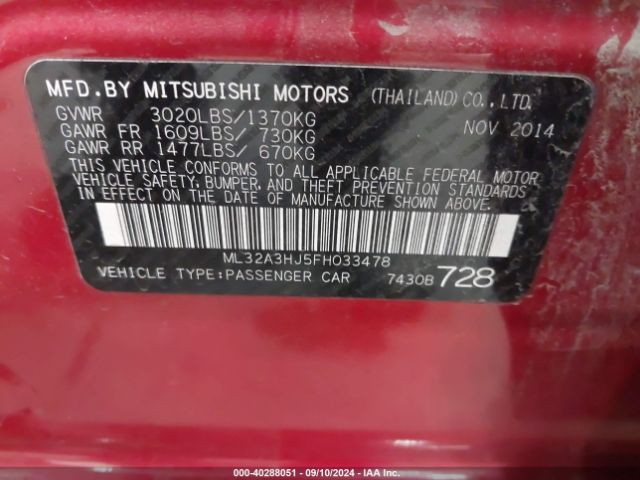 MFD.BY MITSUBISHI MOTORS (THAILAND)CO.,LTD.
GVWR 3020LBS/1370KG NOV 2014
GAWR FR 1609LBS/ 730KG
GAWR RR 1477LBS/ 670KG
THIS VEHICLE CONFORMS TO ALL APPLICABLE FEDERAL MOTOR
VEHICLE SAFETY, BUMPER, AND THEFT PREVENTION STANDARDS
IN EFFECT ON THE DATE OF MANUFACTURE SHOWN ABOVE.
ML32A3HJ5FH033478
VEHICLE TYPE:PASSENGER CAR 7430B 728
000-40288051 - 09/10/2024 - IAA Inc.